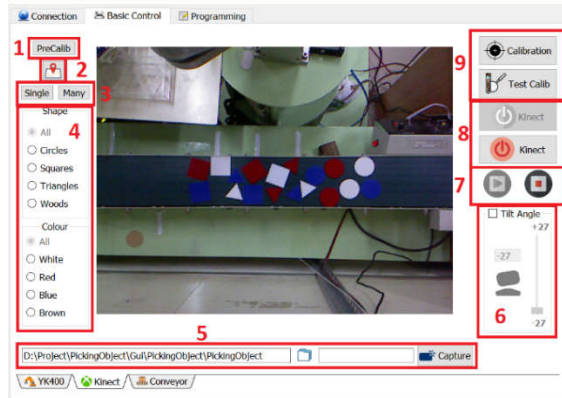 Connection
Basic Control
Programming
1
PreCalib
2
Single
Many
3
4
Shape
All
Circles
Squares
Triangles
Woods
Colour
All
White
Red
Blue
Brown
9
Calibration
Test Calib
8
Kinect
Kinect
7
Tilt Angle
+27
-27
6
-27
5
D:\Project\PickingObject\Gui\PickingObject\PickingObject
Capture
YK400
Kinect
Conveyor